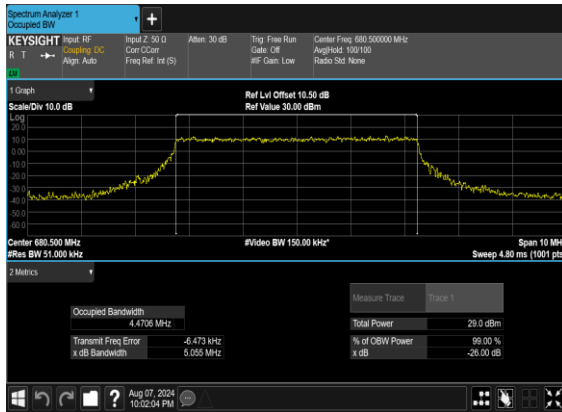 Spectrum Analyzer 1
Occupied BW
+
KEYSIGHT Input: RF Input Z: 50 Ω Atten: 30 dB Trig: Free Run Center Freq: 680.500000 MHz
R T Coupling: DC Corr CCorr Gate: Off Avg|Hold: 100/100
Align: Auto Freq Ref: Int (S) #IF Gain: Low Radio Std: None
1 Graph
Ref Lvl Offset 10.50 dB
Scale/Div 10.0 dB Ref Value 30.00 dBm
Log
20.0
10.0
0.00
-10.0
-20.0
-30.0
-40.0
-50.0
-60.0
Center 680.500 MHz #Video BW 150.00 kHz* Span 10 MH
#Res BW 51.000 kHz Sweep 4.80 ms (1001 pts
2 Metrics
Measure Trace Trace 1
Occupied Bandwidth
4.4706 MHz Total Power 29.0 dBm
Transmit Freq Error -6.473 kHz % of OBW Power 99.00 %
x dB Bandwidth 5.055 MHz x dB -26.00 dB
? Aug 07, 2024
10:02:04 PM